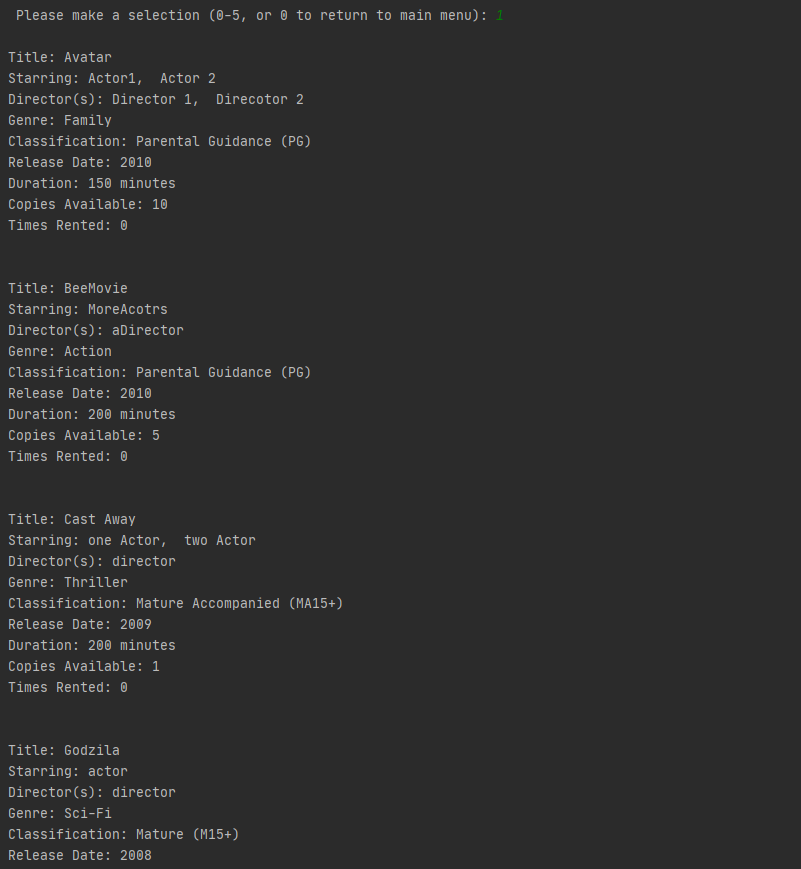 Please make a selection (0-5, or 0 to return to main menu): 1
Title: Avatar
Starring: Actor1,  Actor 2
Director(s): Director 1,  Direcotor 2
Genre: Family
Classification: Parental Guidance (PG)
Release Date: 2010
Duration: 150 minutes
Copies Available: 10
Times Rented: 0
Title: BeeMovie
Starring: MoreAcotrs
Director(s): aDirector
Genre: Action
Classification: Parental Guidance (PG)
Release Date: 2010
Duration: 200 minutes
Copies Available: 5
Times Rented: 0
Title: Cast Away
Starring: one Actor,  two Actor
Director(s): director
Genre: Thriller
Classification: Mature Accompanied (MA15+)
Release Date: 2009
Duration: 200 minutes
Copies Available: 1
Times Rented: 0
Title: Godzila
Starring: actor
Director(s): director
Genre: Sci-Fi
Classification: Mature (M15+)
Release Date: 2008